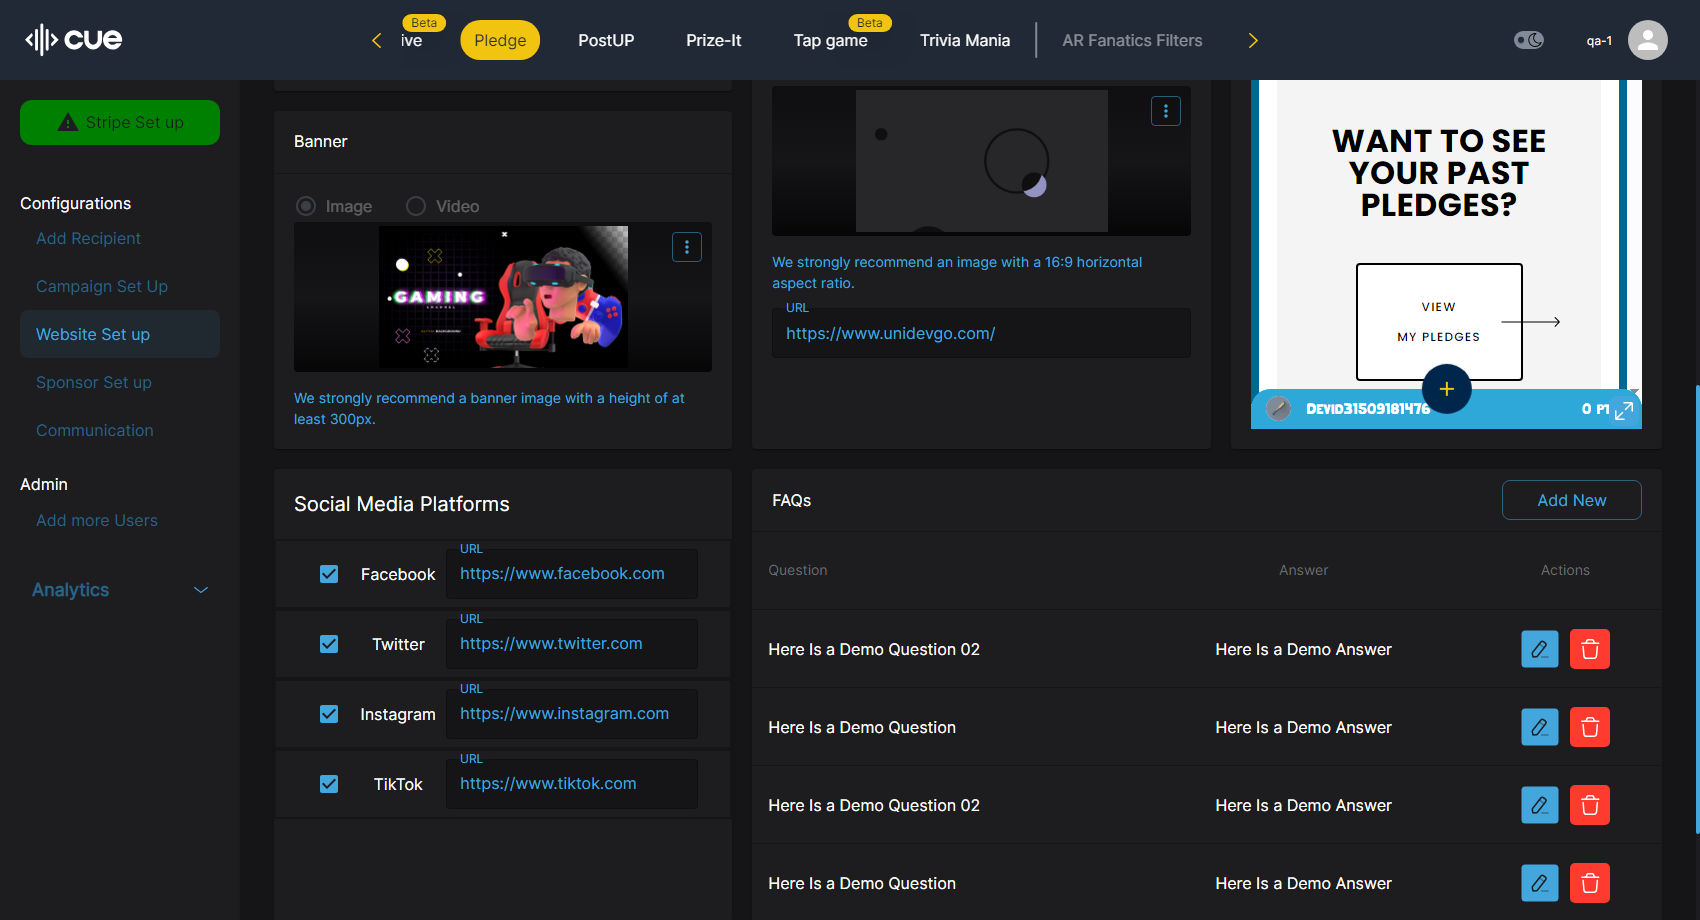 cue
Beta
ive
Pledge
PostUP
Prize-It
Beta
Tap game
Trivia Mania
AR Fanatics Filters
qa-1
Stripe Set up
Configurations
Add Recipient
Campaign Set Up
Website Set up
Sponsor Set up
Communication
Admin
Add more Users
Analytics
Banner
Image
Video
GAMING
We strongly recommend a banner image with a height of at
least 300px.
We strongly recommend an image with a 16:9 horizontal
aspect ratio.
URL
https://www.unidevgo.com/
WANT TO SEE
YOUR PAST
PLEDGES?
VIEW
MY PLEDGES
DEVID31509181476
0 PT
Social Media Platforms
Facebook
URL
https://www.facebook.com
Twitter
URL
https://www.twitter.com
Instagram
URL
https://www.instagram.com
TikTok
URL
https://www.tiktok.com
FAQs
Add New
Question Answer Actions
Here Is a Demo Question 02 Here Is a Demo Answer
Here Is a Demo Question Here Is a Demo Answer
Here Is a Demo Question 02 Here Is a Demo Answer
Here Is a Demo Question Here Is a Demo Answer